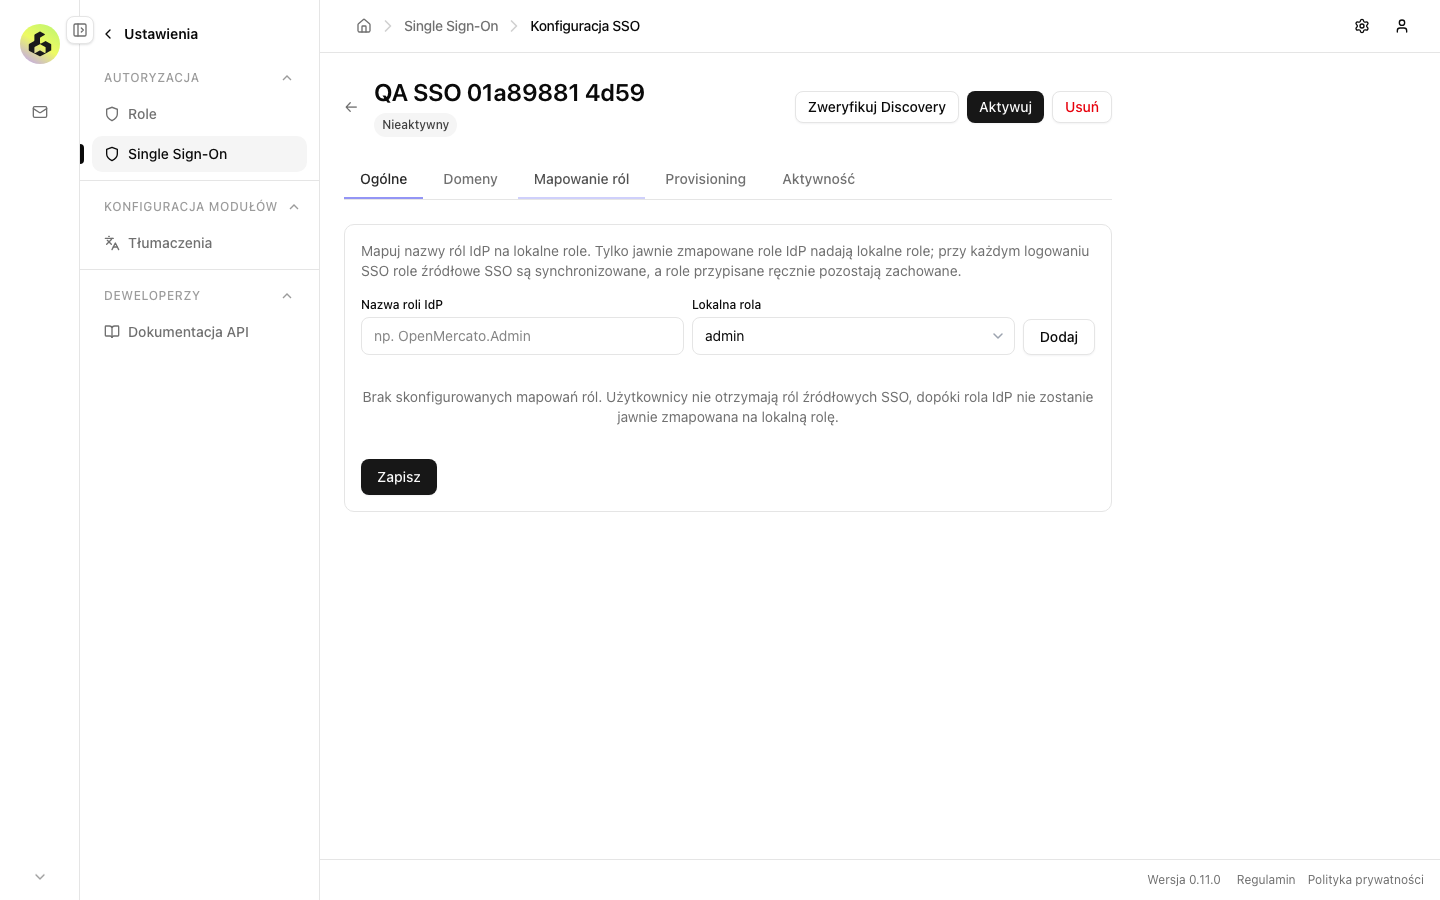 Ustawienia
AUTORYZACJA
Role
Single Sign-On
KONFIGURACJA MODUŁÓW
Tłumaczenia
DEWELOPERZY
Dokumentacja API
Single Sign-On
Konfiguracja SSO
QA SSO 01a89881 4d59
Nieaktywny
Zweryfikuj Discovery
Aktywuj
Usuń
Ogólne
Domeny
Mapowanie ról
Provisioning
Aktywność
Mapuj nazwy ról IdP na lokalne role. Tylko jawnie zmapowane role IdP nadają lokalne role; przy każdym logowaniu
SSO role źródłowe SSO są synchronizowane, a role przypisane ręcznie pozostają zachowane.
Nazwa roli IdP
Lokalna rola
np. OpenMercato.Admin
admin
Dodaj
Brak skonfigurowanych mapowań ról. Użytkownicy nie otrzymają ról źródłowych SSO, dopóki rola IdP nie zostanie
jawnie zmapowana na lokalną rolę.
Zapisz
Wersja 0.11.0
Regulamin
Polityka prywatności